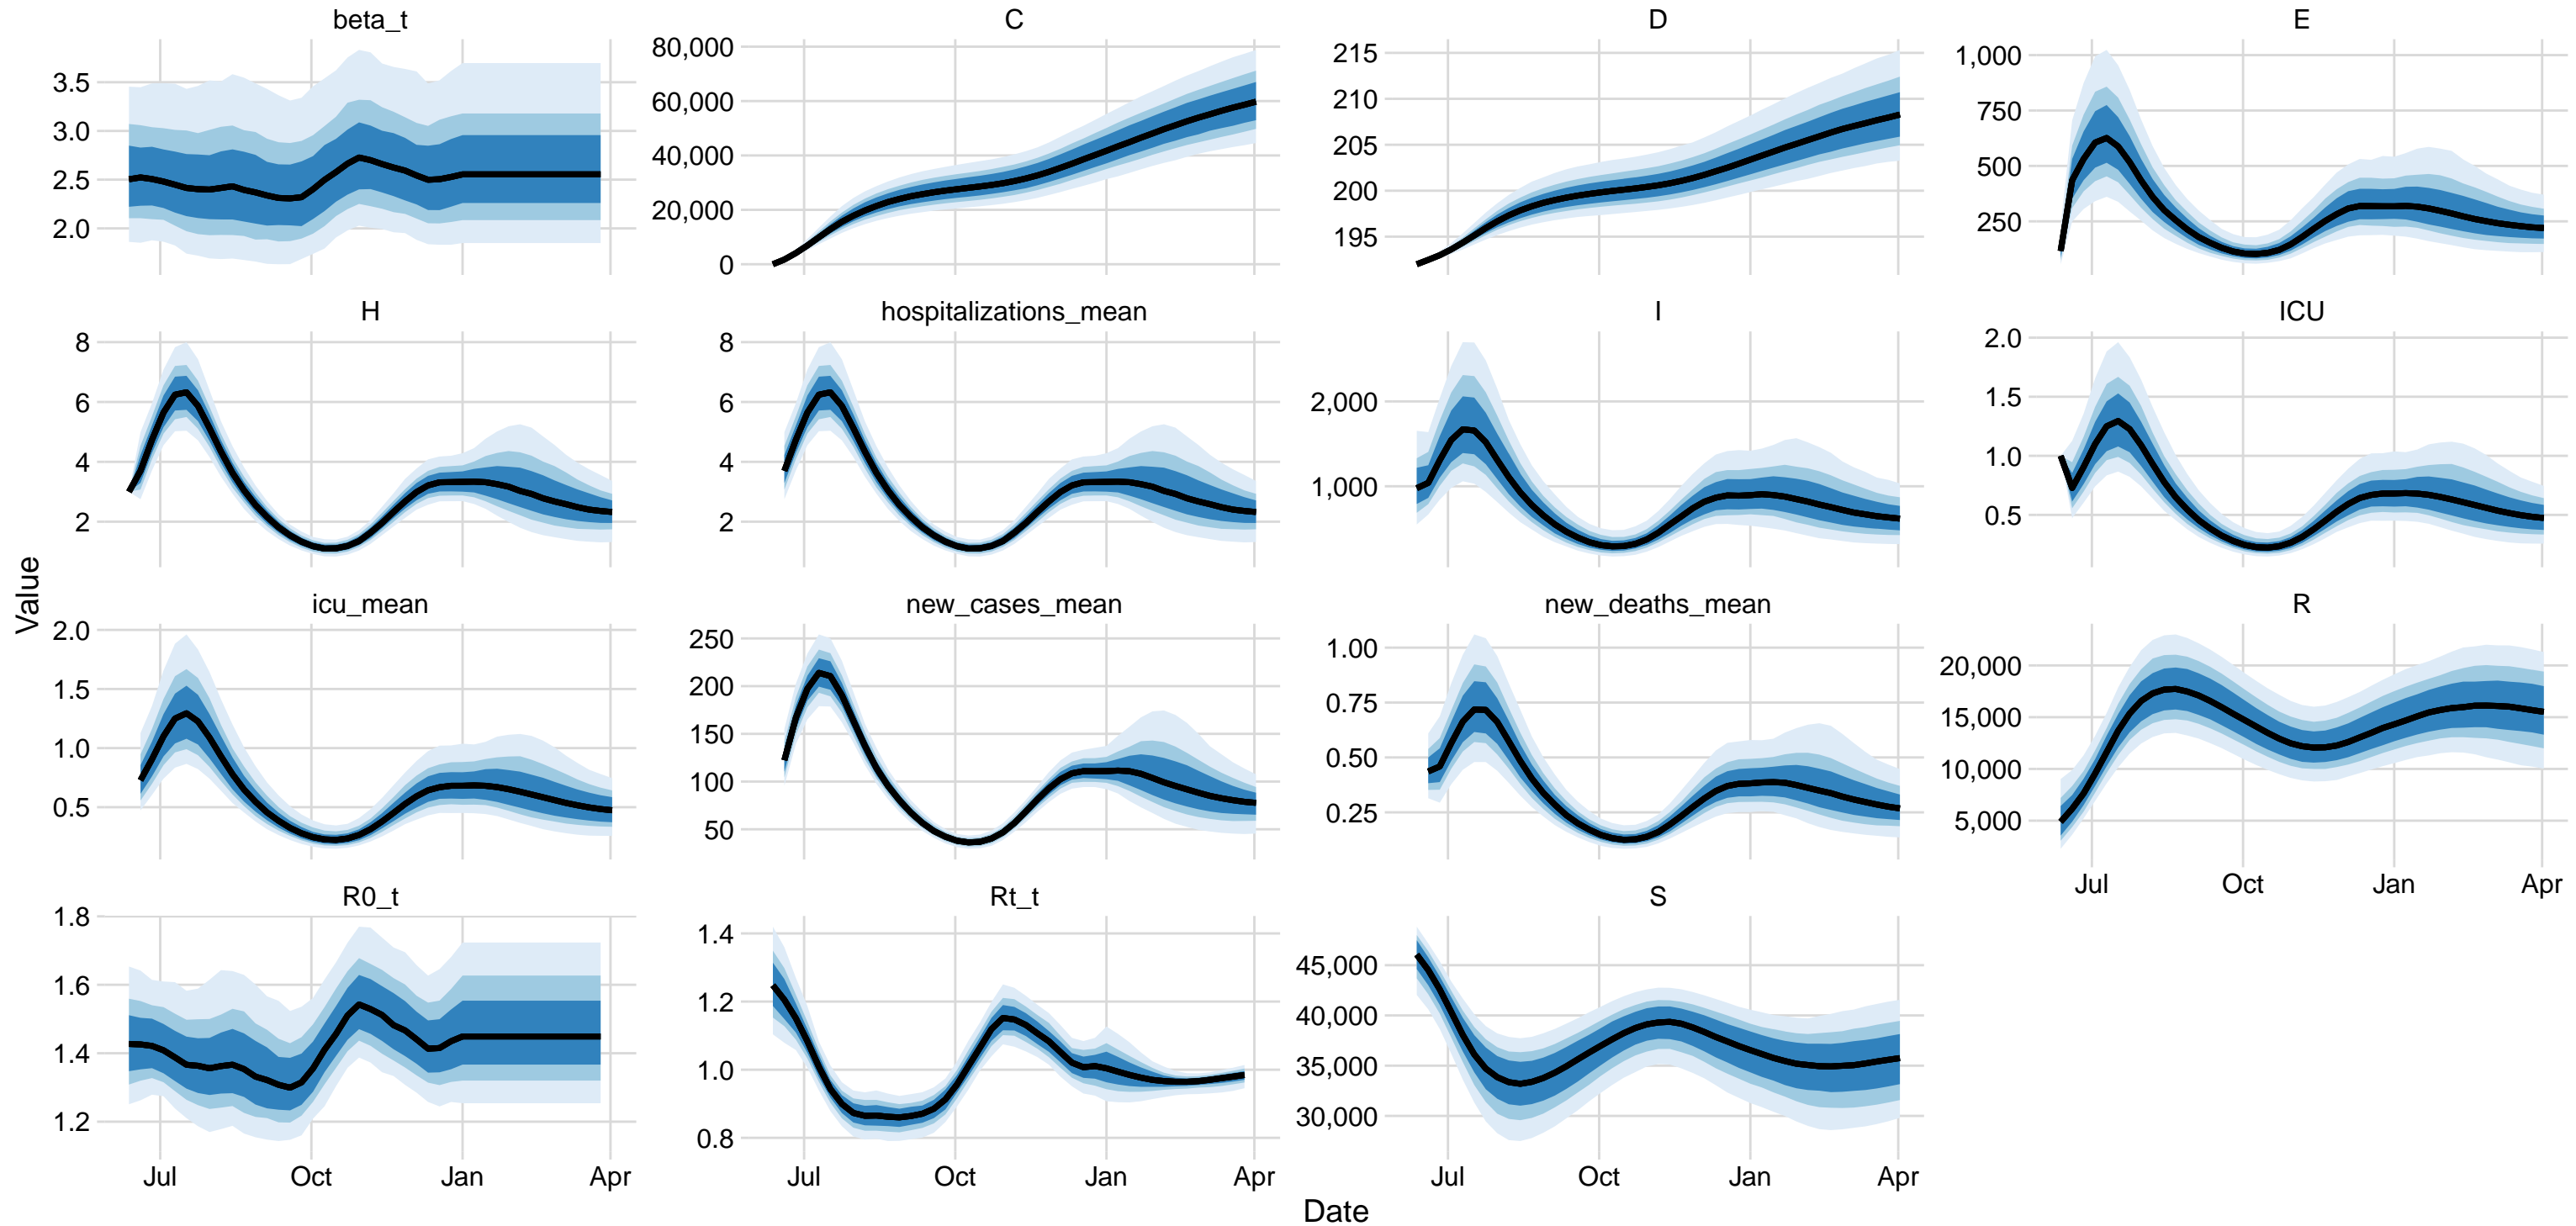 beta_t
C
D
E
3.5
3.0
2.5
2.0
80,000
60,000
40,000
20,000
0
215
210
205
200
195
1,000
750
500
250
H
hospitalizations_mean
I
ICU
8
6
4
2
8
6
4
2
2,000
1,000
2.0
1.5
1.0
0.5
icu_mean
new_cases_mean
new_deaths_mean
R
2.0
1.5
1.0
0.5
250
200
150
100
50
1.00
0.75
0.50
0.25
20,000
15,000
10,000
5,000
Jul Oct Jan Apr
R0_t
Rt_t
S
1.8
1.6
1.4
1.2
1.4
1.2
1.0
0.8
45,000
40,000
35,000
30,000
Jul Oct Jan Apr
Jul Oct Jan Apr
Jul Oct Jan Apr
Value
Date